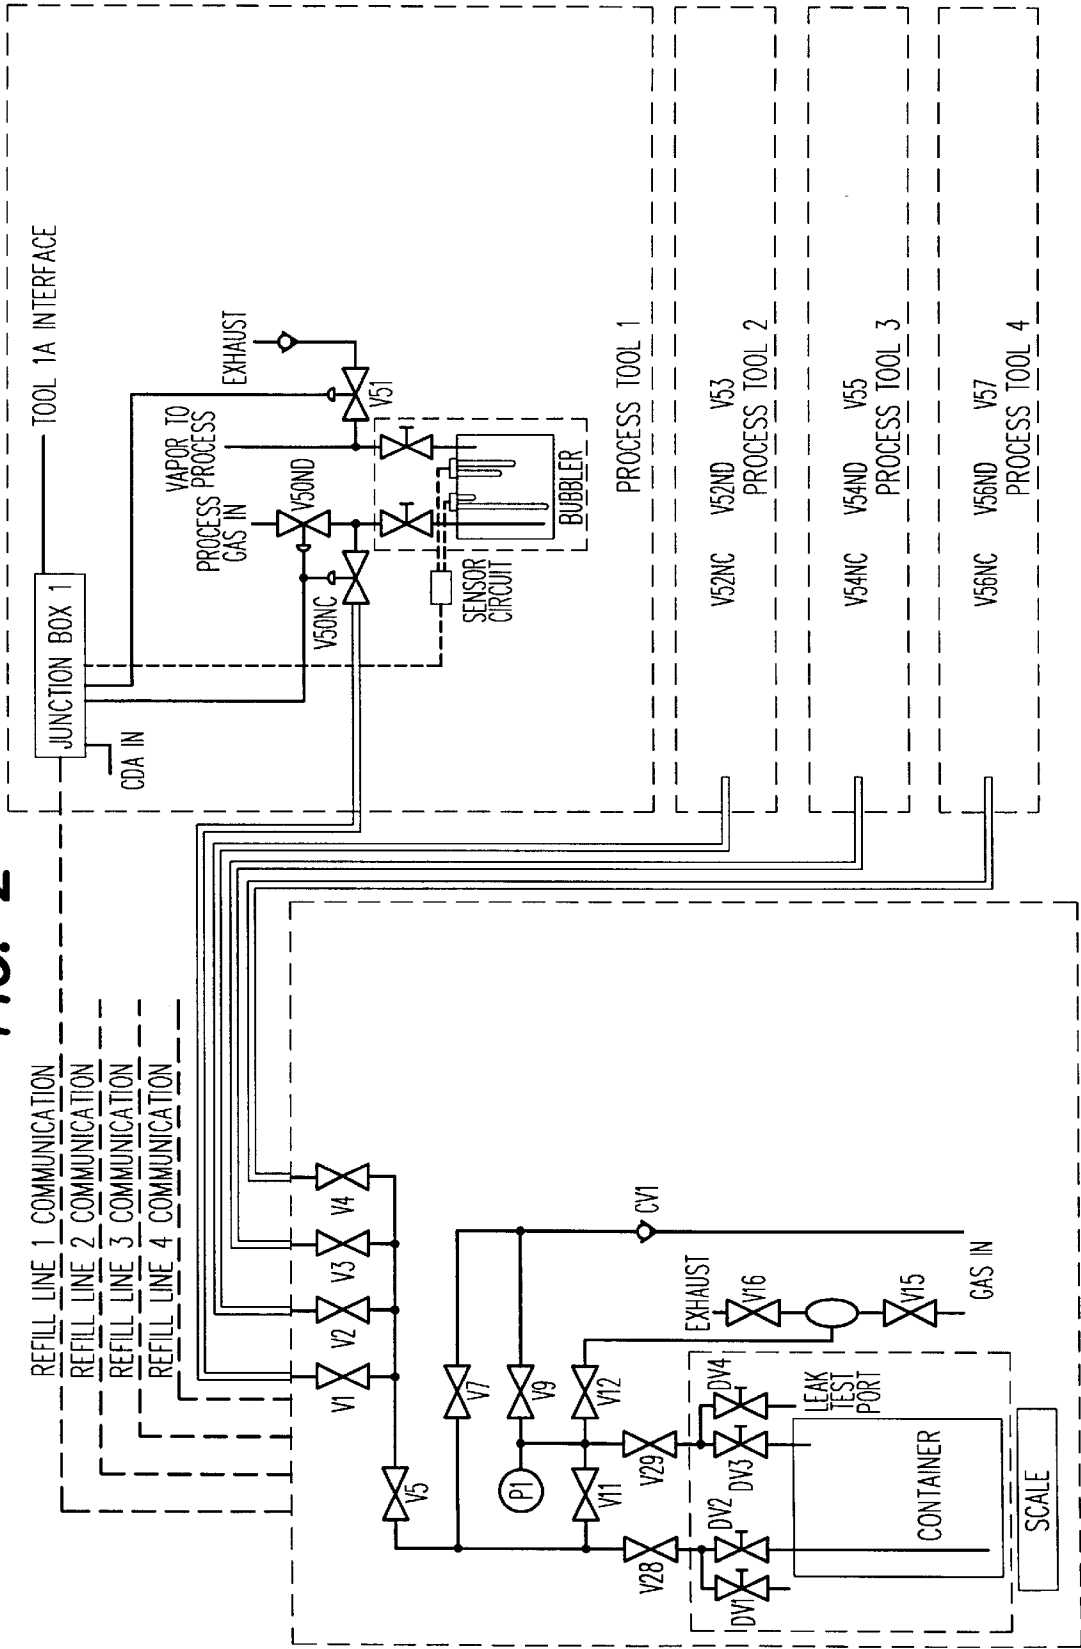 FIG. 2
REFILL LINE 1 COMMUNICATION
REFILL LINE 2 COMMUNICATION
REFILL LINE 3 COMMUNICATION
REFILL LINE 4 COMMUNICATION
JUNCTION BOX 1
TOOL 1A INTERFACE
CDA IN
PROCESS
GAS IN
VAPOR TO
PROCESS
EXHAUST
V50ND
V50NC
V51
SENSOR
CIRCUIT
BUBBLER
PROCESS TOOL 1
V52NC
V52ND
V53
PROCESS TOOL 2
V54NC
V54ND
V55
PROCESS TOOL 3
V56NC
V56ND
V57
PROCESS TOOL 4
V1
V2
V3
V4
V5
V7
P1
V9
V11
V12
V28
V29
CV1
EXHAUST
V16
V15
GAS IN
DV1
DV2
DV3
DV4
LEAK
TEST
PORT
CONTAINER
SCALE